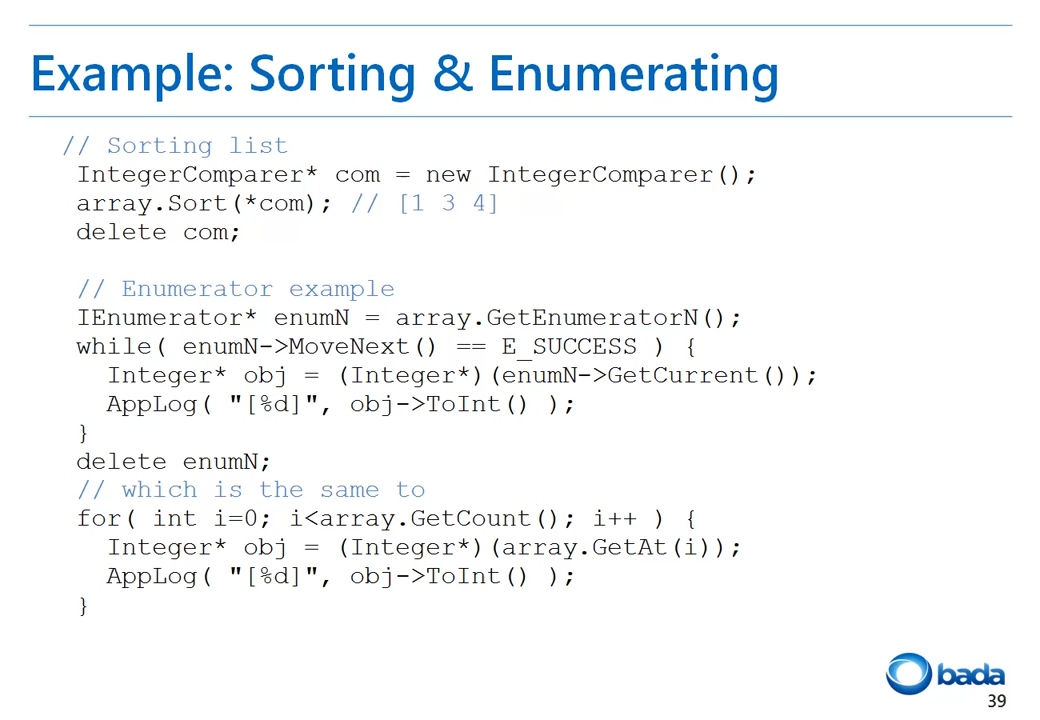 Example: Sorting & Enumerating
// Sorting list
IntegerComparer* com = new IntegerComparer();
array.Sort(*com); // [1 3 4]
delete com;
// Enumerator example
IEnumerator* enumN = array.GetEnumeratorN();
while( enumN->MoveNext() == E_SUCCESS ) {
Integer* obj = (Integer*)(enumN->GetCurrent());
AppLog( "[%d]", obj->ToInt() );
}
delete enumN;
// which is the same to
for( int i=0; i<array.GetCount(); i++ ) {
Integer* obj = (Integer*)(array.GetAt(i));
AppLog( "[%d]", obj->ToInt() );
}
bada
39